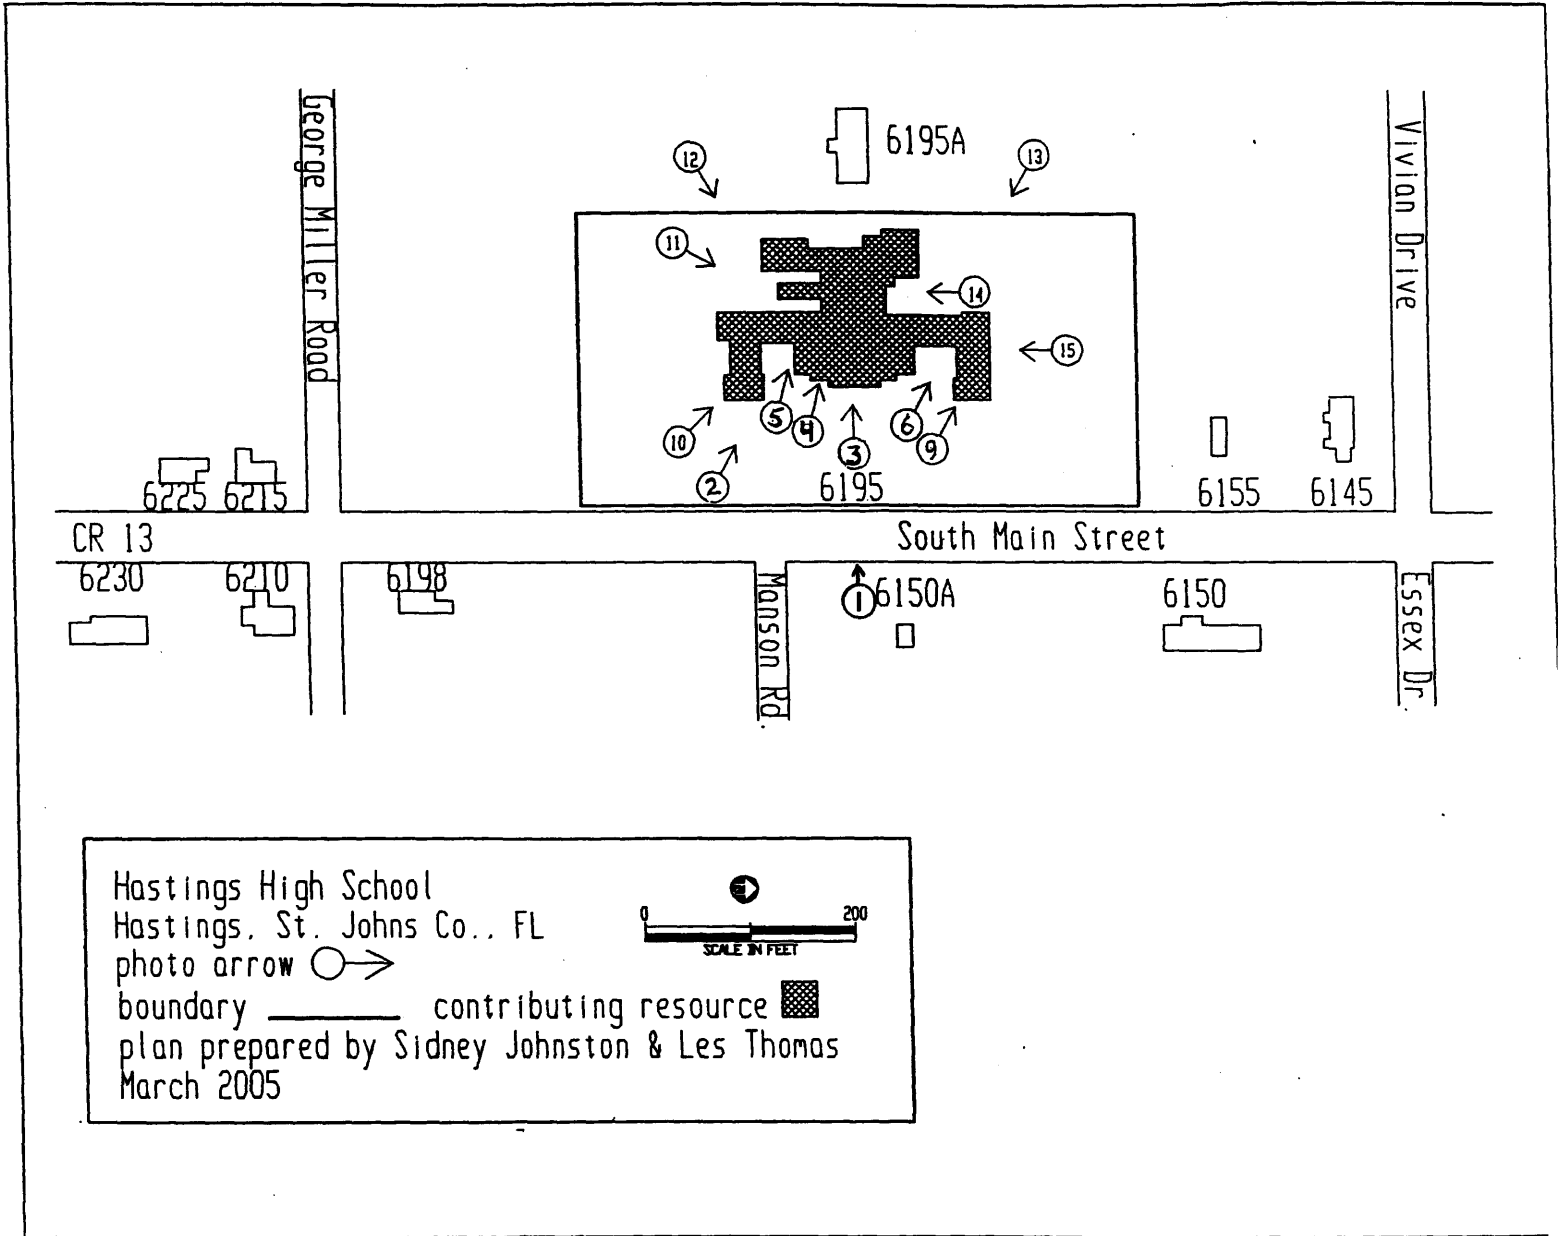 George Miller Road
6195A
Vivian Drive
12
13
11
14
15
5
4
6
10
3
9
2
6195
6225
6215
6155
6145
CR 13
South Main Street
6230
6210
6198
Manson Rd.
1
6150A
6150
Essex Dr.
Hastings High School
Hastings, St. Johns Co., FL
0
200
SCALE IN FEET
photo arrow
boundary
contributing resource
plan prepared by Sidney Johnston & Les Thomas
March 2005